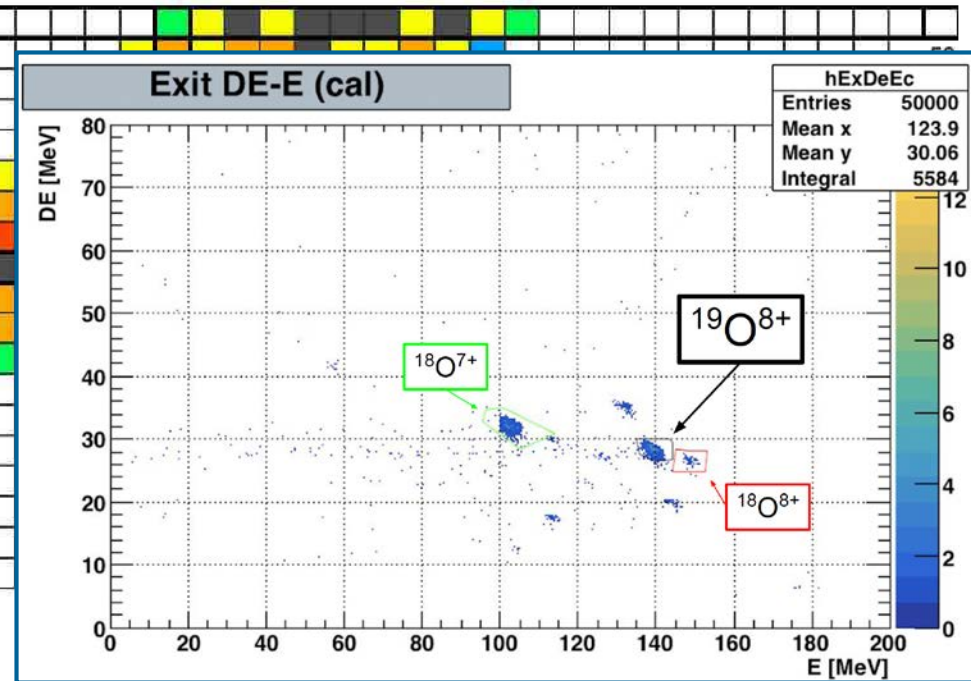 Exit DE-E (cal)
hExDeEc
Entries 50000
Mean x 123.9
Mean y 30.06
Integral 5584
DE [MeV]
80
70
60
50
40
30
20
10
0
12
10
8
6
4
2
0
¹⁸O⁷⁺
¹⁹O⁸⁺
¹⁸O⁸⁺
0 20 40 60 80 100 120 140 160 180 200
E [MeV]